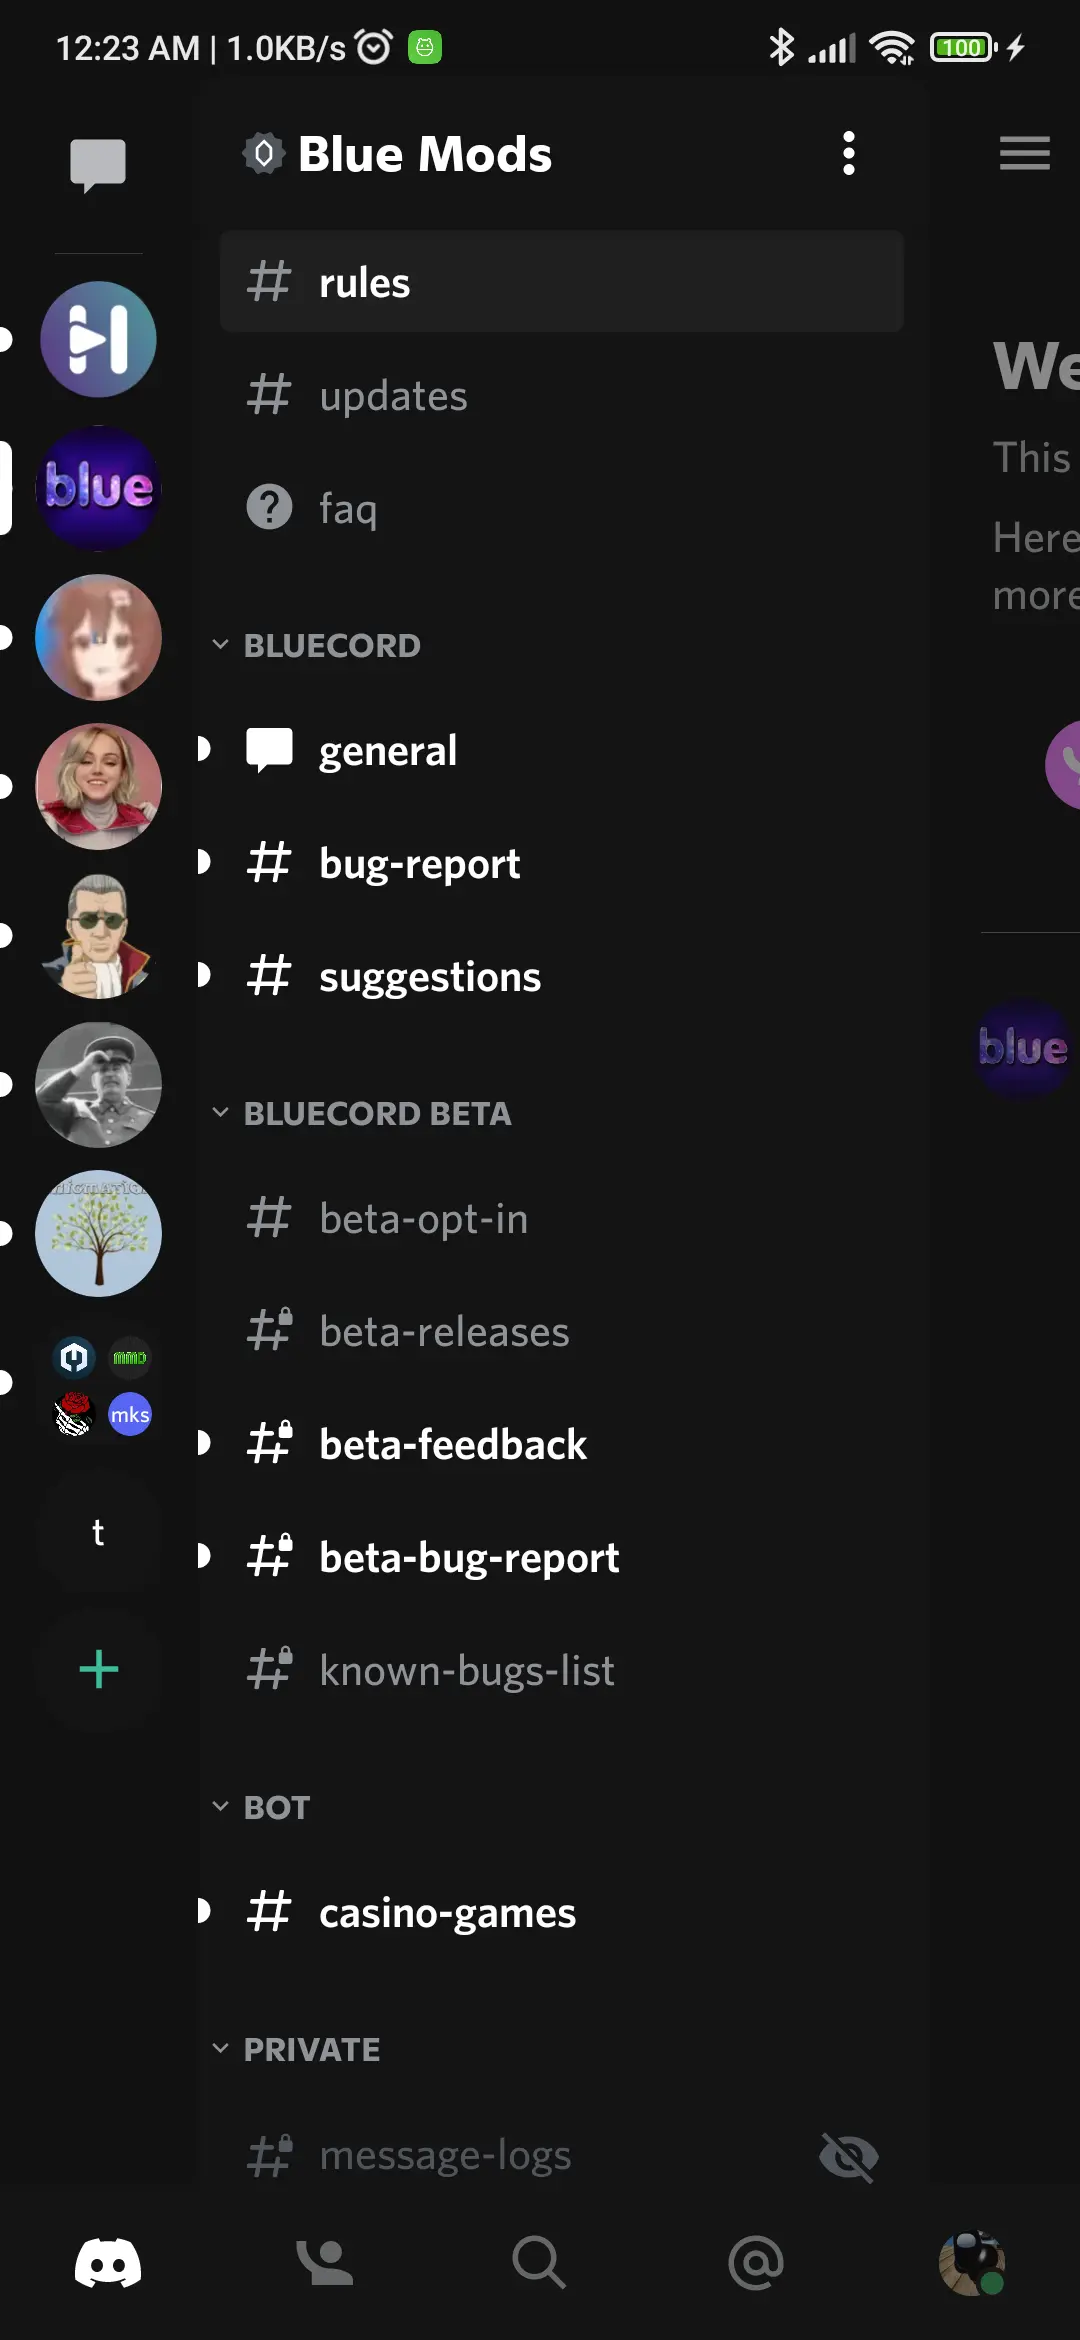 12:23 AM | 1.0KB/s
100
Blue Mods
rules
updates
faq
BLUECORD
general
bug-report
suggestions
BLUECORD BETA
beta-opt-in
beta-releases
beta-feedback
beta-bug-report
known-bugs-list
BOT
casino-games
PRIVATE
message-logs
blue
MMD
mks
t
We
This
Here
more
blue